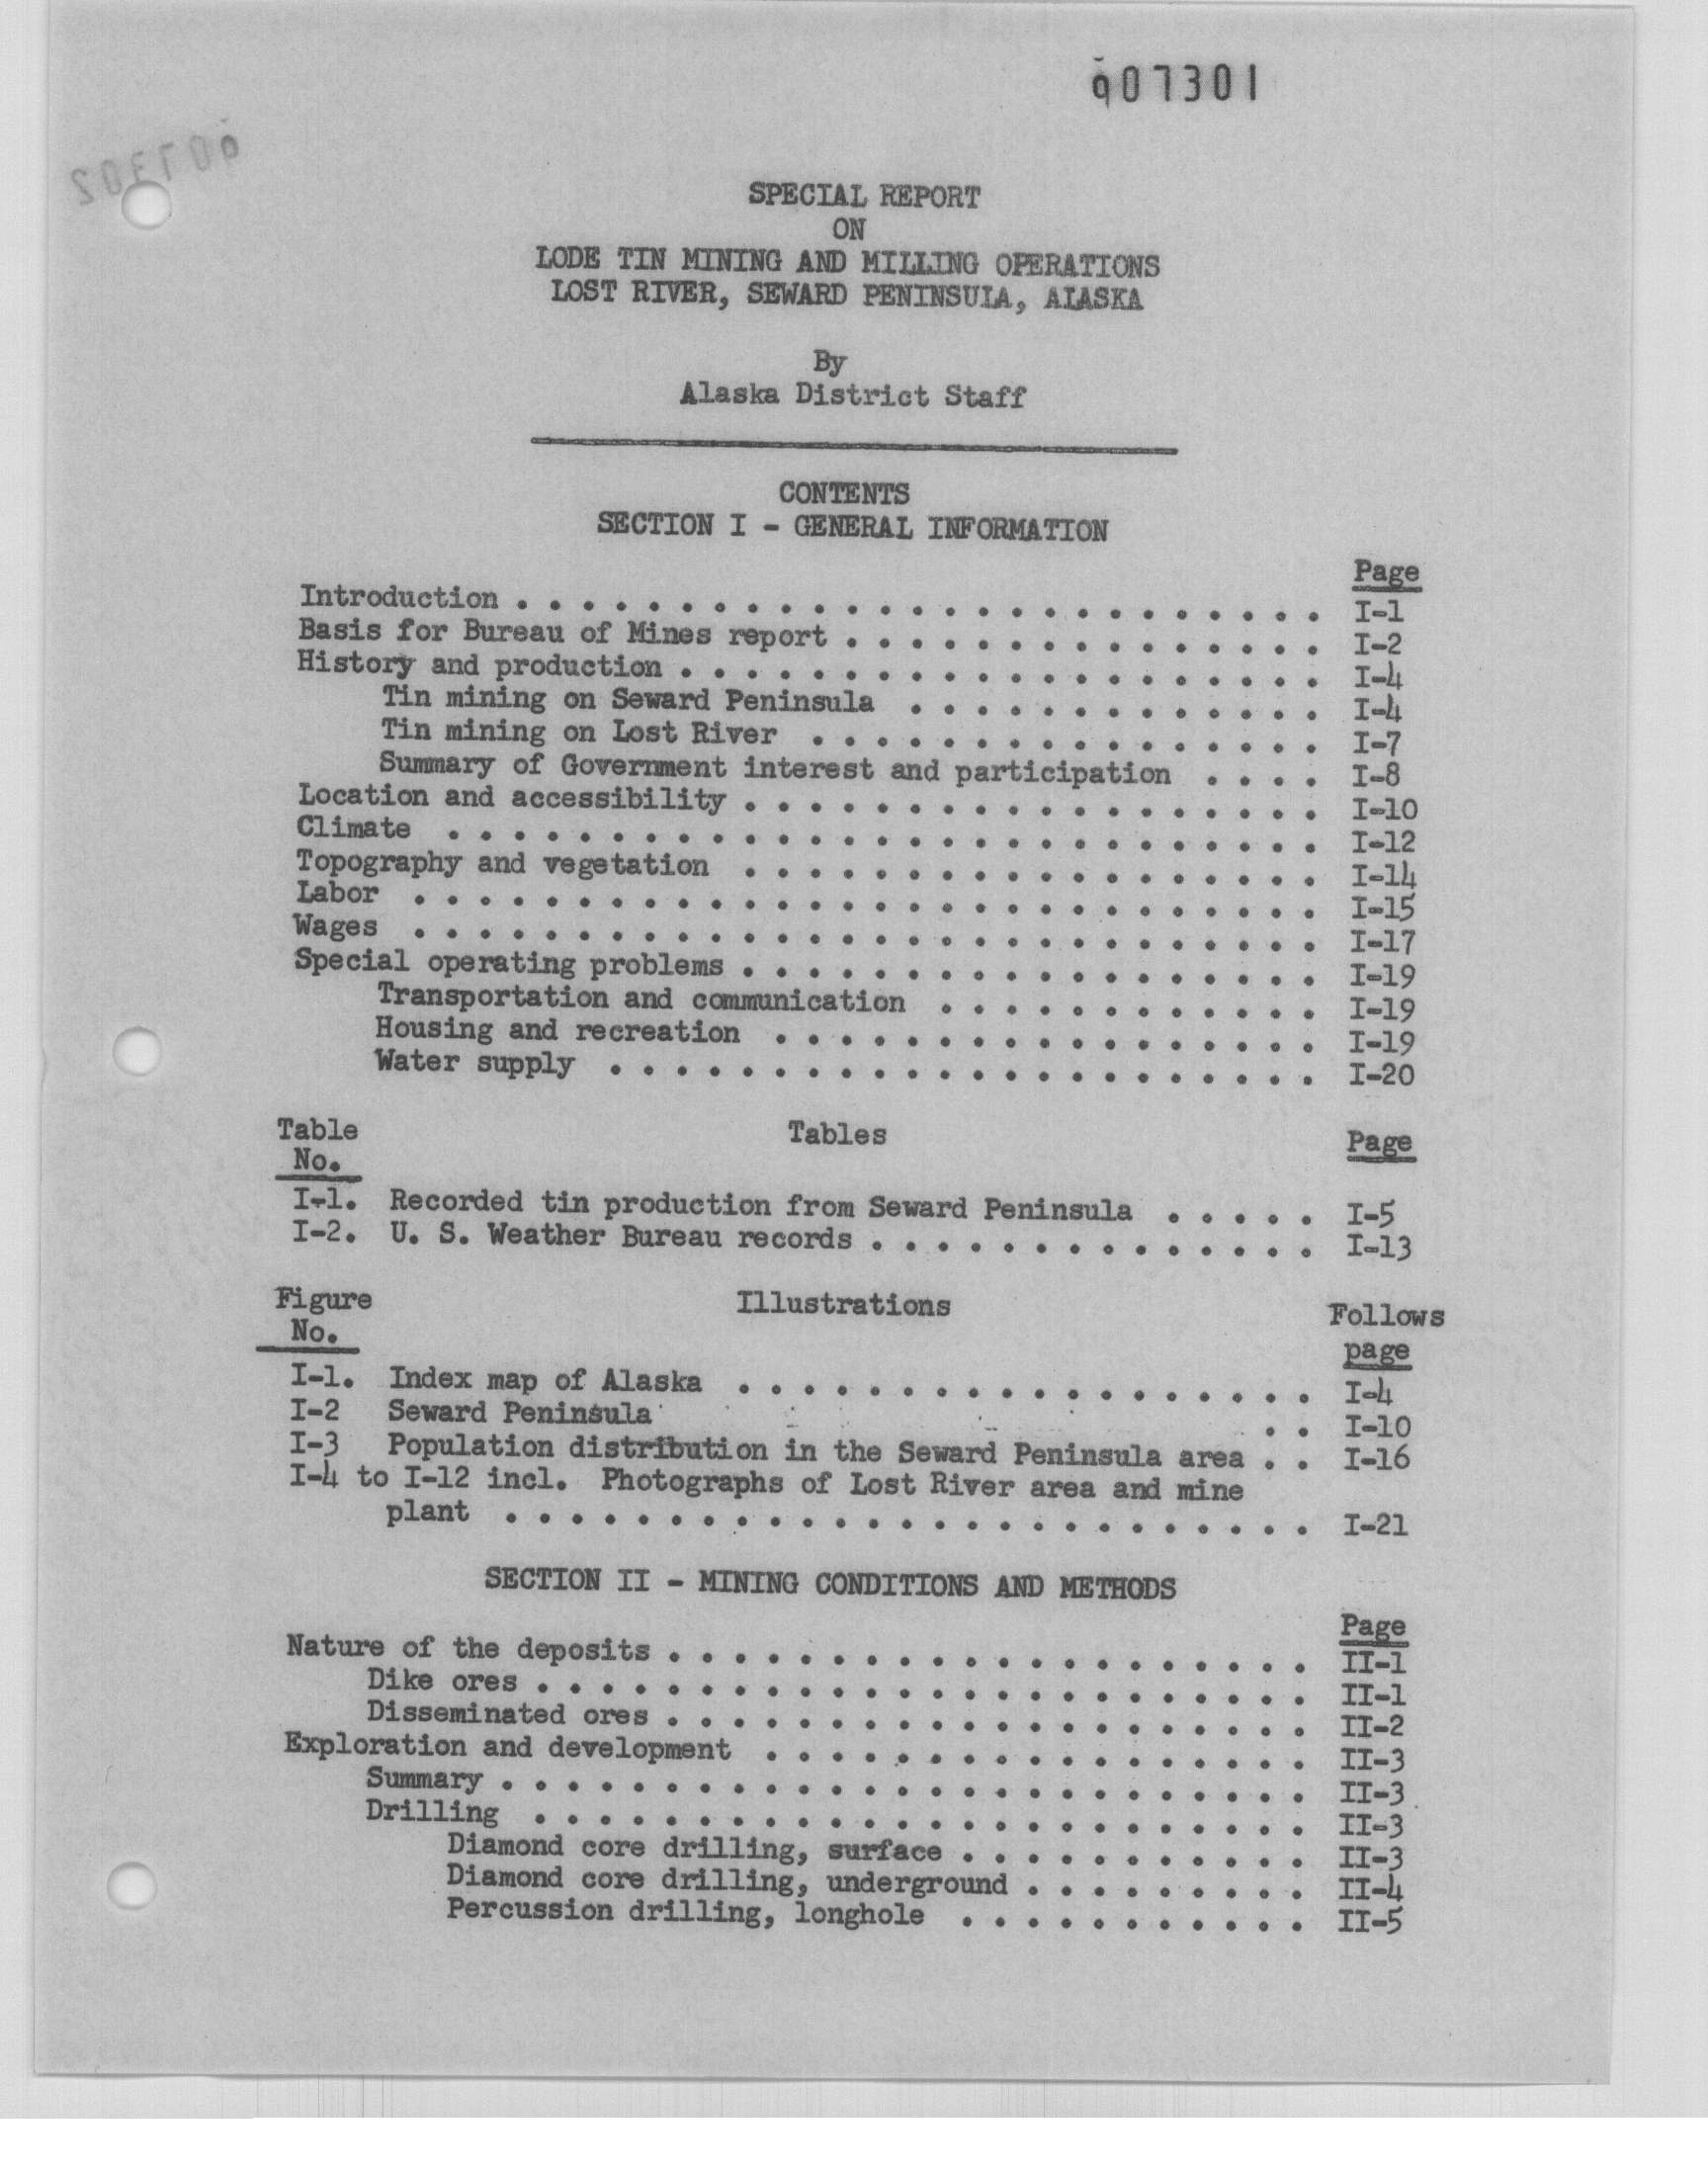 907301
SPECIAL REPORT
ON
LODE TIN MINING AND MILLING OPERATIONS
LOST RIVER, SEWARD PENINSULA, ALASKA
By
Alaska District Staff
CONTENTS
SECTION I - GENERAL INFORMATION
Page
Introduction . . . . . . . . . . . . . . . . . . . . . . . . . I-1
Basis for Bureau of Mines report . . . . . . . . . . . . . . . I-2
History and production . . . . . . . . . . . . . . . . . . . . I-4
Tin mining on Seward Peninsula . . . . . . . . . . . . . I-4
Tin mining on Lost River . . . . . . . . . . . . . . . . I-7
Summary of Government interest and participation . . . . I-8
Location and accessibility . . . . . . . . . . . . . . . . . . I-10
Climate . . . . . . . . . . . . . . . . . . . . . . . . . . . I-12
Topography and vegetation . . . . . . . . . . . . . . . . . . I-14
Labor . . . . . . . . . . . . . . . . . . . . . . . . . . . . I-15
Wages . . . . . . . . . . . . . . . . . . . . . . . . . . . . I-17
Special operating problems . . . . . . . . . . . . . . . . . . I-19
Transportation and communication . . . . . . . . . . . . I-19
Housing and recreation . . . . . . . . . . . . . . . . . I-19
Water supply . . . . . . . . . . . . . . . . . . . . . . I-20
Table Tables Page
No.
I-1. Recorded tin production from Seward Peninsula . . . . . I-5
I-2. U. S. Weather Bureau records . . . . . . . . . . . . . . I-13
Figure Illustrations Follows
No. page
I-1. Index map of Alaska . . . . . . . . . . . . . . . . . . I-4
I-2 Seward Peninsula . . I-10
I-3 Population distribution in the Seward Peninsula area . . I-16
I-4 to I-12 incl. Photographs of Lost River area and mine
plant . . . . . . . . . . . . . . . . . . . . . . . . . I-21
SECTION II - MINING CONDITIONS AND METHODS
Page
Nature of the deposits . . . . . . . . . . . . . . . . . . . . II-1
Dike ores . . . . . . . . . . . . . . . . . . . . . . . . II-1
Disseminated ores . . . . . . . . . . . . . . . . . . . . II-2
Exploration and development . . . . . . . . . . . . . . . . . II-3
Summary . . . . . . . . . . . . . . . . . . . . . . . . . II-3
Drilling . . . . . . . . . . . . . . . . . . . . . . . . II-3
Diamond core drilling, surface . . . . . . . . . . . II-3
Diamond core drilling, underground . . . . . . . . . II-4
Percussion drilling, longhole . . . . . . . . . . . II-5